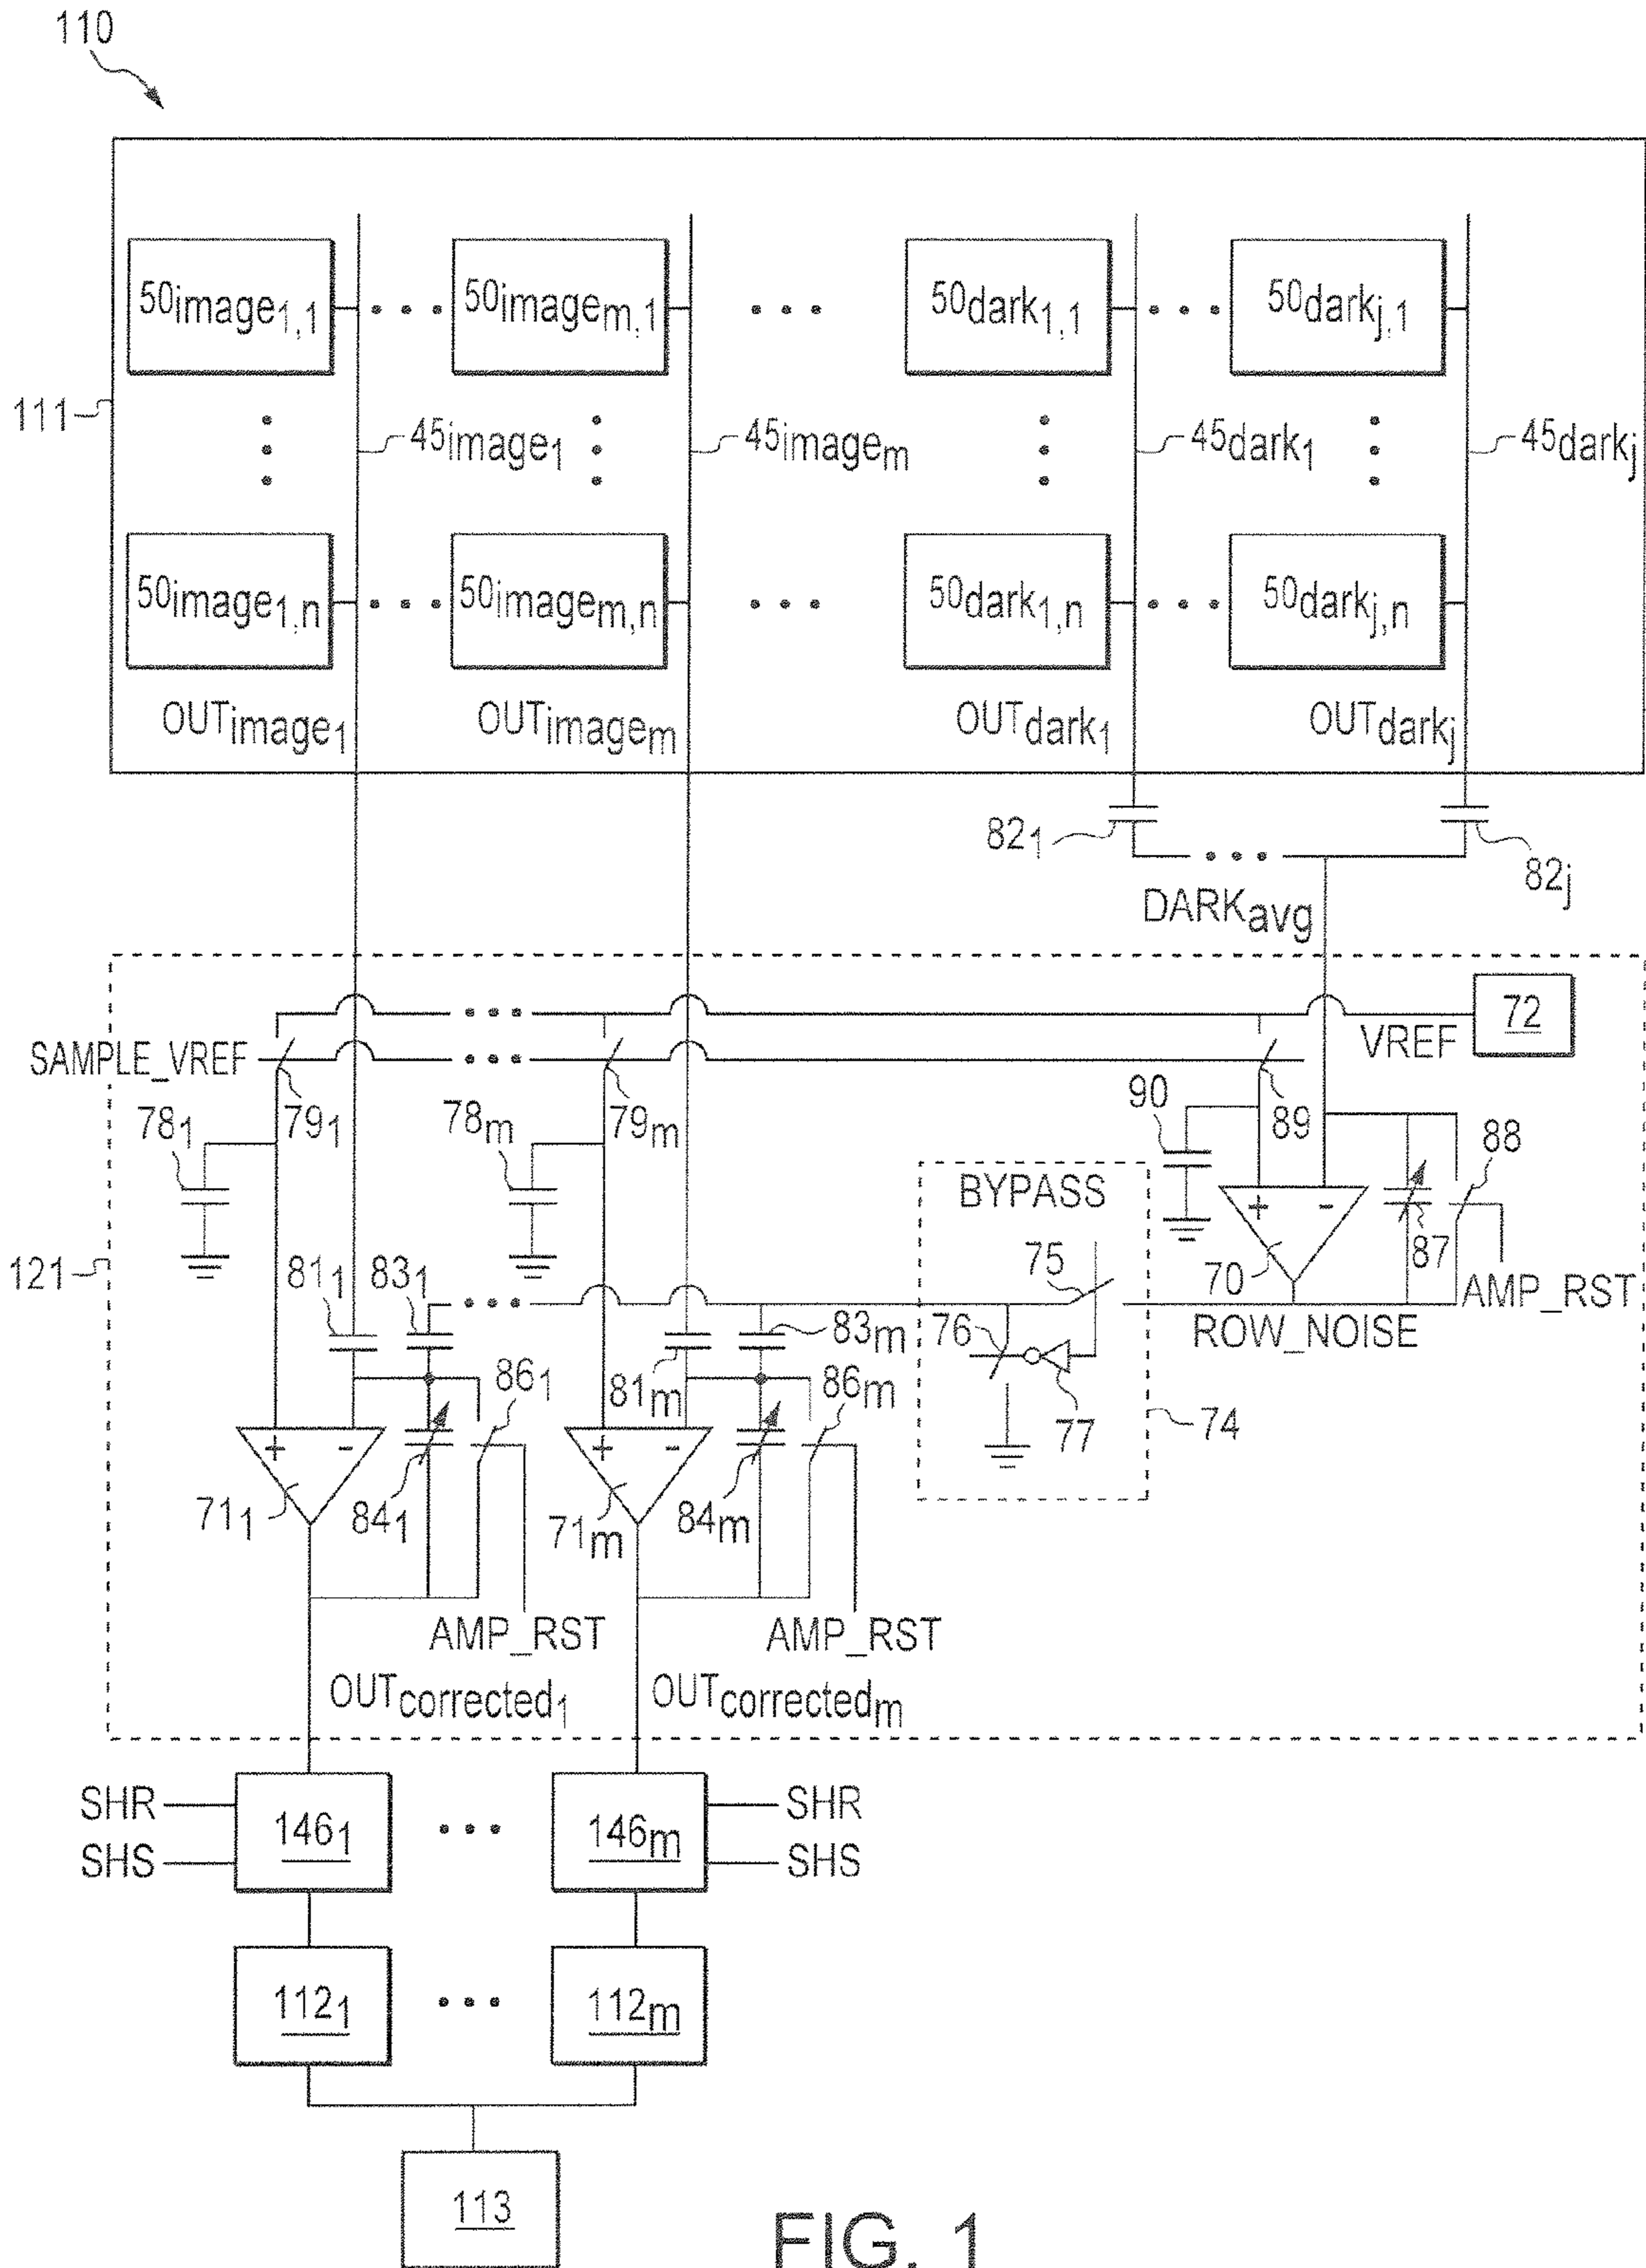 110
50image1,1 50imagem,1 50dark1,1 50darkj,1
111 45image1 45imagem 45dark1 45darkj
50image1,n 50imagem,n 50dark1,n 50darkj,n
OUTimage1 OUTimagem OUTdark1 OUTdarkj
821 82j
DARKavg
72
SAMPLE_VREF VREF
781 791 78m 79m 90 89 88
BYPASS + -
121 811 831 75 70 87 AMP_RST
76 83m ROW_NOISE
861 81m 86m 77 74
+ - + -
711 841 71m 84m
AMP_RST AMP_RST
OUTcorrected1 OUTcorrectedm
SHR 1461 146m SHR
SHS SHS
1121 112m
113
FIG. 1